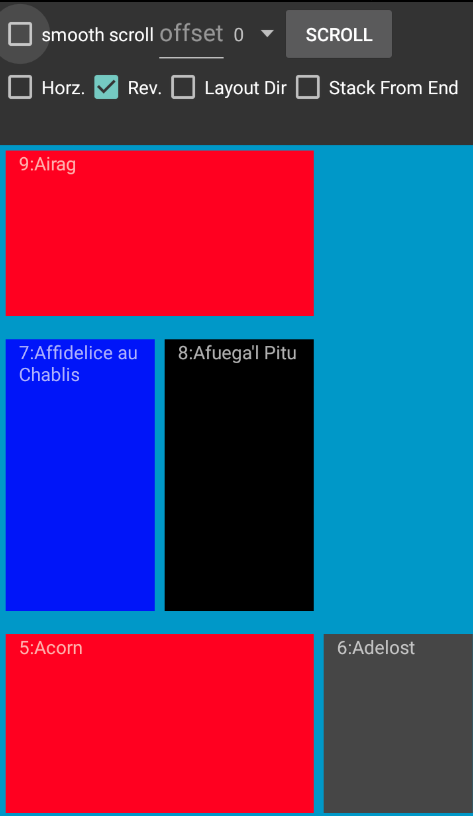 smooth scroll offset 0 SCROLL
Horz. Rev. Layout Dir Stack From End
9:Airag
7:Affidelice au
Chablis
8:Afuega'l Pitu
5:Acorn
6:Adelost